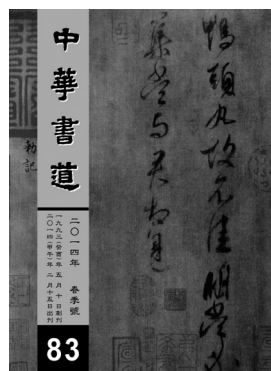 鴨頭丸故不佳明當必
集當與君相見
中華書道
二〇一四年 春季號
一九九三(癸酉)年 五月 十日創刊
二〇一四(甲午)年 二月十五日出刊
83